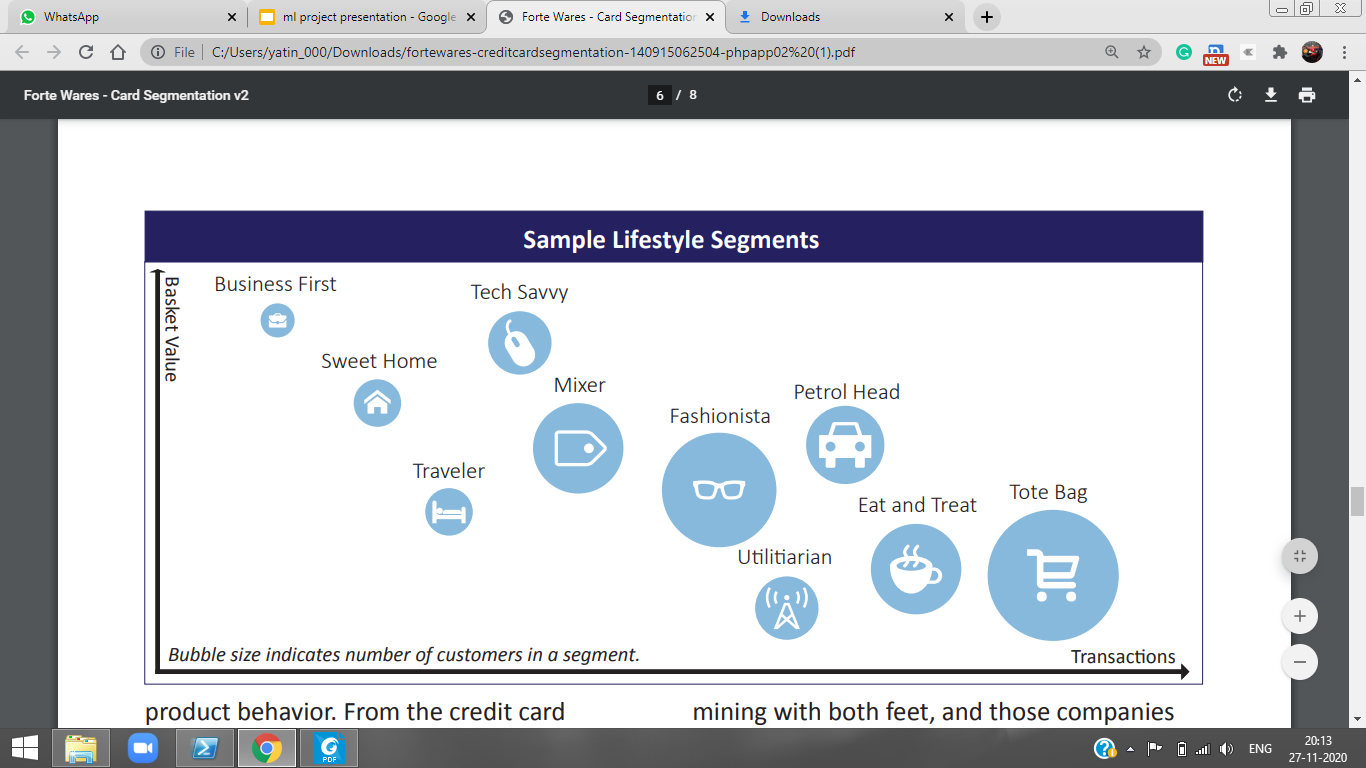 WhatsApp
ml project presentation - Google
Forte Wares - Card Segmentation
Downloads
File
C:/Users/yatin_000/Downloads/fortewares-creditcardsegmentation-140915062504-phpapp02%20(1).pdf
NEW
Forte Wares - Card Segmentation v2
6 / 8
Sample Lifestyle Segments
Basket Value
Business First
Tech Savvy
Sweet Home
Mixer
Petrol Head
Fashionista
Traveler
Tote Bag
Eat and Treat
Utilitiarian
Bubble size indicates number of customers in a segment.
Transactions
product behavior. From the credit card
mining with both feet, and those companies
PDF
ENG
20:13
27-11-2020